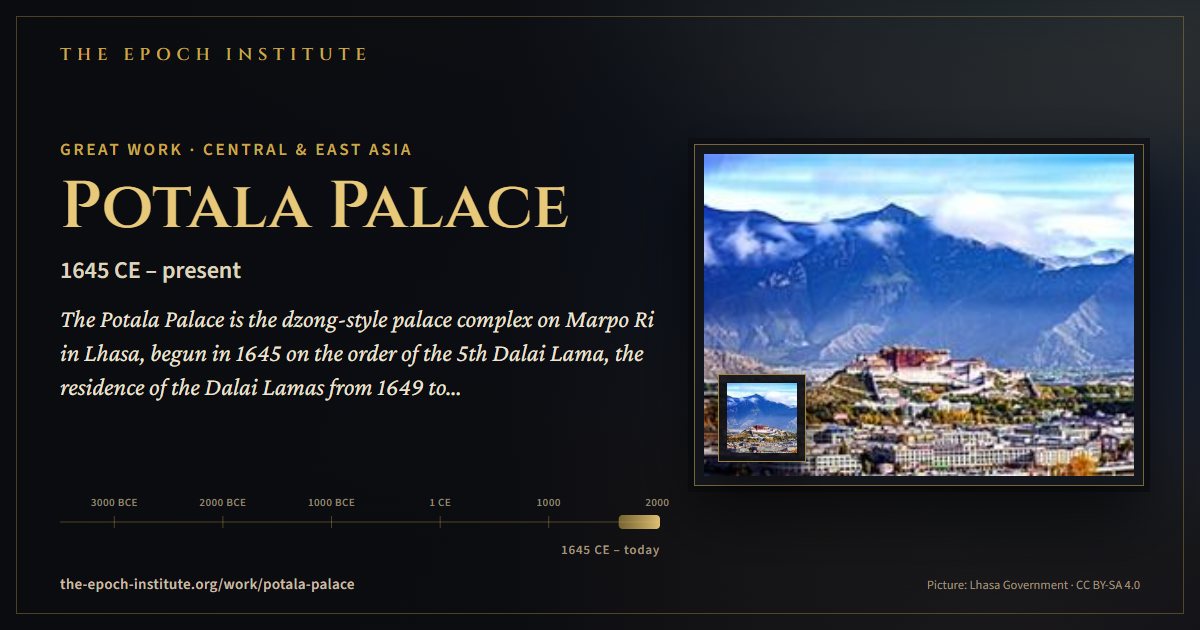 THE EPOCH INSTITUTE
GREAT WORK · CENTRAL & EAST ASIA
POTALA PALACE
1645 CE – present
The Potala Palace is the dzong-style palace complex on Marpo Ri
in Lhasa, begun in 1645 on the order of the 5th Dalai Lama, the
residence of the Dalai Lamas from 1649 to...
3000 BCE 2000 BCE 1000 BCE 1 CE 1000 2000
1645 CE – today
the-epoch-institute.org/work/potala-palace
Picture: Lhasa Government · CC BY-SA 4.0